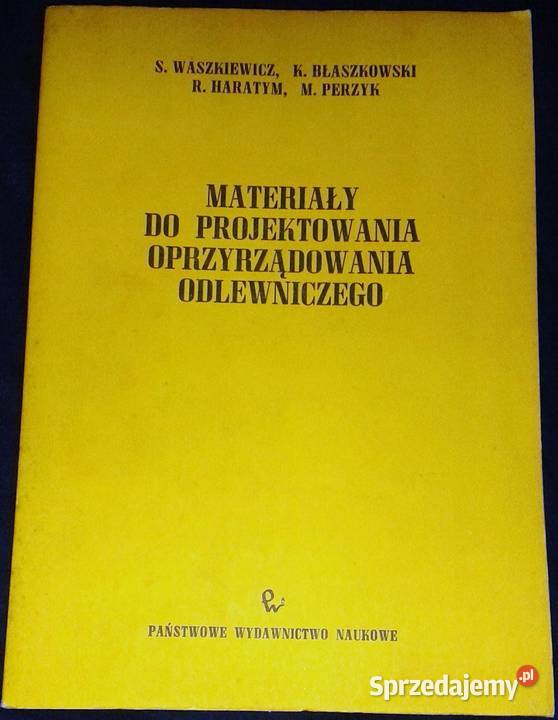 S. WASZKIEWICZ, K. BŁASZKOWSKI
R. HARATYM, M. PERZYK
MATERIAŁY
DO PROJEKTOWANIA
OPRZYRZĄDOWANIA
ODLEWNICZEGO
PAŃSTWOWE WYDAWNICTWO NAUKOWE
Sprzedajemy.pl